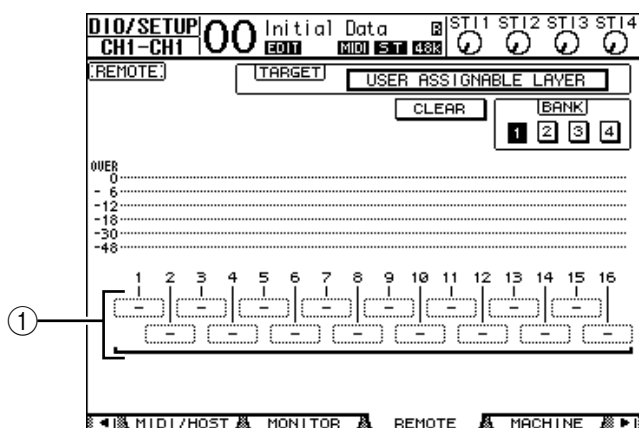 DIO/SETUP
CH1-CH1
00
Initial Data
EDIT
R
MIDI
ST
48K
STI1 STI2 STI3 STI4
REMOTE
TARGET
USER ASSIGNABLE LAYER
CLEAR
BANK
1 2 3 4
OVER
0
- 6
-12
-18
-30
-48
1 2 3 4 5 6 7 8 9 10 11 12 13 14 15 16
- - - - - - - -
- - - - - - - -
①
MIDI/HOST MONITOR REMOTE MACHINE